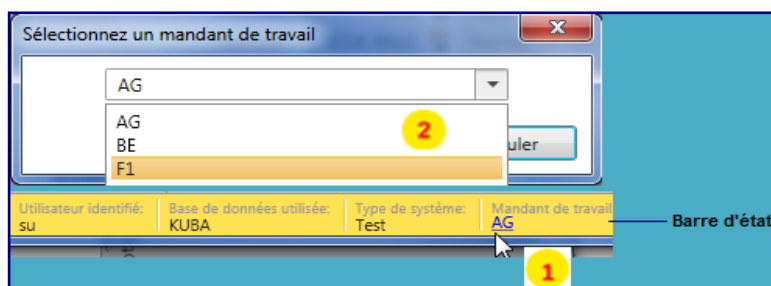 Sélectionnez un mandant de travail
AG
AG
BE
2
uler
F1
Utilisateur identifié: Base de données utilisée: Type de système: Mandant de travail
su KUBA Test AG
Barre d'état
1